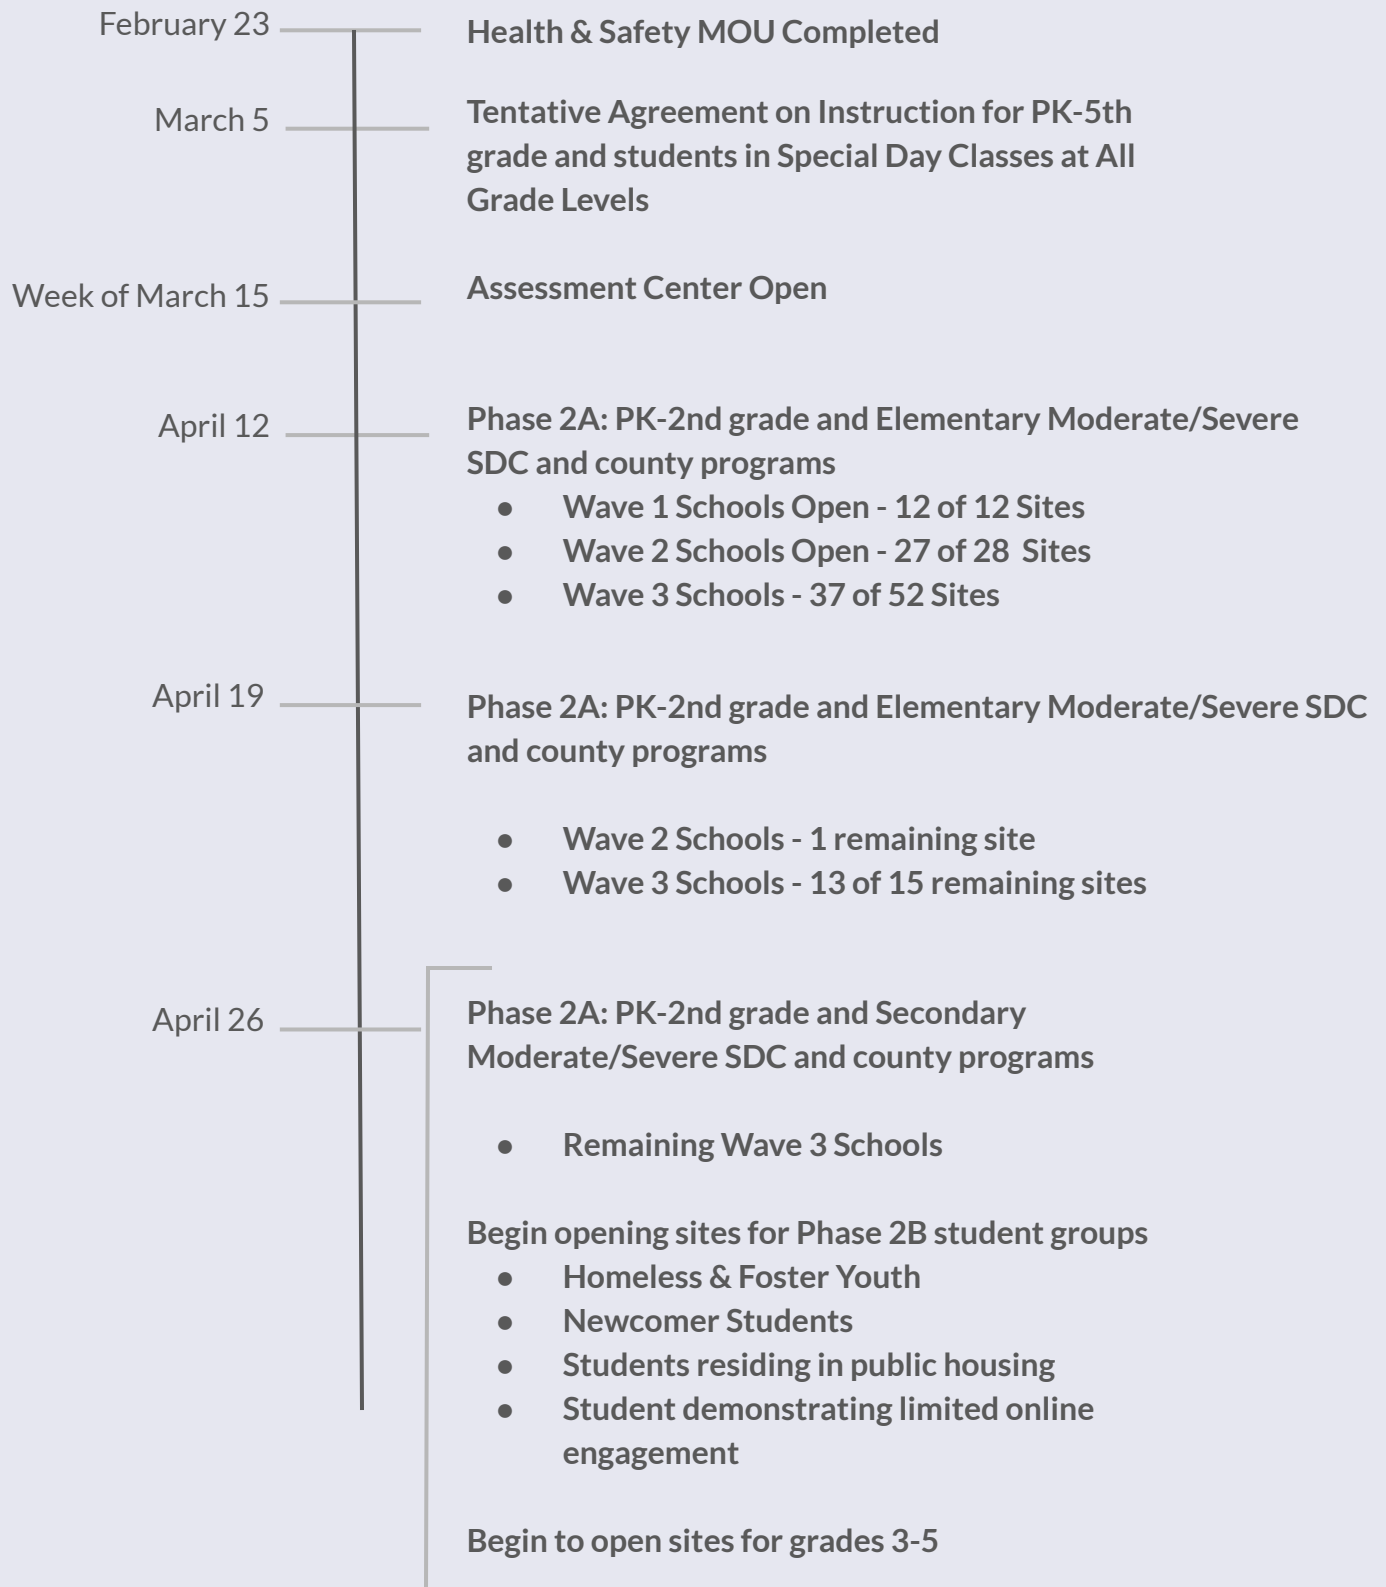 February 23
Health & Safety MOU Completed
March 5
Tentative Agreement on Instruction for PK-5th
grade and students in Special Day Classes at All
Grade Levels
Week of March 15
Assessment Center Open
April 12
Phase 2A: PK-2nd grade and Elementary Moderate/Severe
SDC and county programs
● Wave 1 Schools Open - 12 of 12 Sites
● Wave 2 Schools Open - 27 of 28 Sites
● Wave 3 Schools - 37 of 52 Sites
April 19
Phase 2A: PK-2nd grade and Elementary Moderate/Severe SDC
and county programs
● Wave 2 Schools - 1 remaining site
● Wave 3 Schools - 13 of 15 remaining sites
April 26
Phase 2A: PK-2nd grade and Secondary
Moderate/Severe SDC and county programs
● Remaining Wave 3 Schools
Begin opening sites for Phase 2B student groups
● Homeless & Foster Youth
● Newcomer Students
● Students residing in public housing
● Student demonstrating limited online
engagement
Begin to open sites for grades 3-5